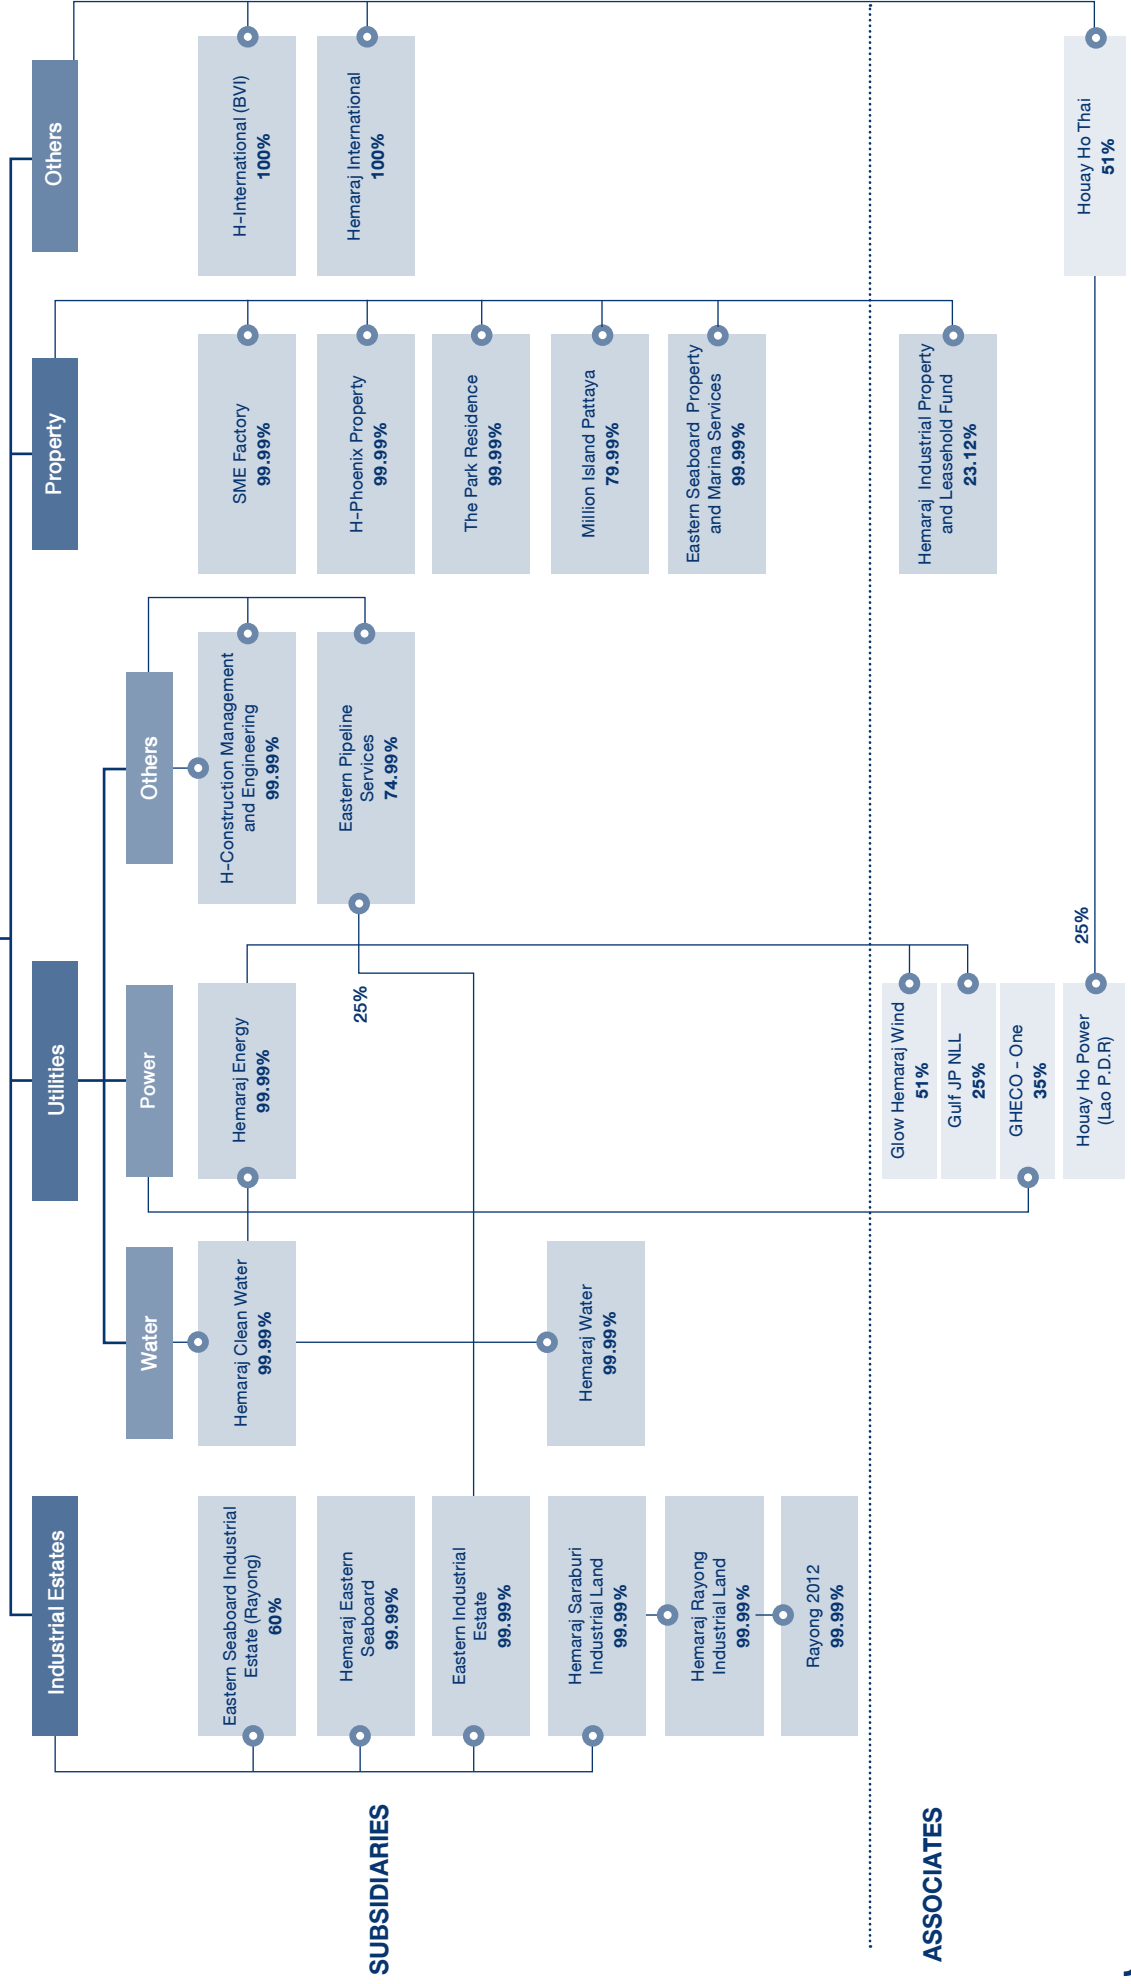 Industrial Estates
Utilities
Property
Others
Water
Power
Others
SUBSIDIARIES
Eastern Seaboard Industrial
Estate (Rayong)
60%
Hemaraj Eastern
Seaboard
99.99%
Eastern Industrial
Estate
99.99%
Hemaraj Saraburi
Industrial Land
99.99%
Hemaraj Rayong
Industrial Land
99.99%
Rayong 2012
99.99%
Hemaraj Clean Water
99.99%
Hemaraj Water
99.99%
Hemaraj Energy
99.99%
25%
H-Construction Management
and Engineering
99.99%
Eastern Pipeline
Services
74.99%
SME Factory
99.99%
H-Phoenix Property
99.99%
The Park Residence
99.99%
Million Island Pattaya
79.99%
Eastern Seaboard Property
and Marina Services
99.99%
H-International (BVI)
100%
Hemaraj International
100%
ASSOCIATES
Glow Hemaraj Wind
51%
Gulf JP NLL
25%
GHECO - One
35%
Houay Ho Power
(Lao P.D.R)
25%
Hemaraj Industrial Property
and Leasehold Fund
23.12%
Houay Ho Thai
51%